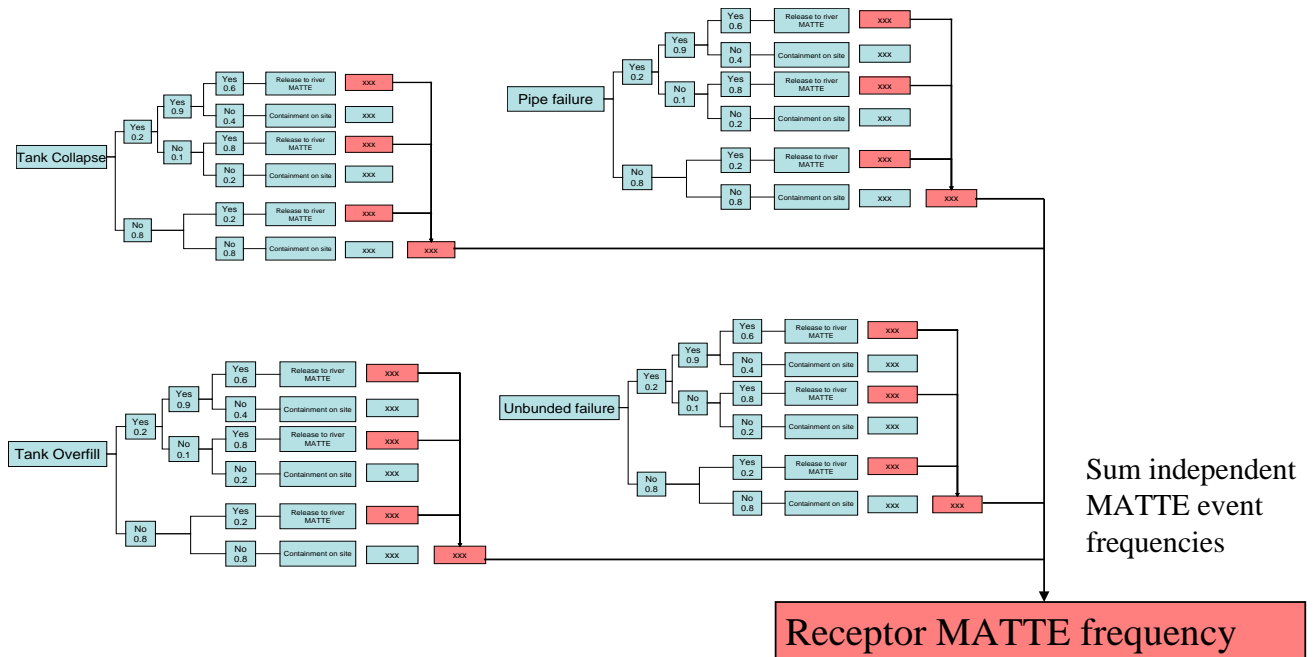 Tank Collapse
Yes
0.2
No
0.8
Yes
0.9
No
0.1
Yes
0.6
No
0.4
Yes
0.8
No
0.2
Yes
0.2
No
0.8
Release to river
MATTE
Containment on site
Release to river
MATTE
Containment on site
Release to river
MATTE
Containment on site
xxx
xxx
xxx
xxx
xxx
xxx
xxx
Pipe failure
Yes
0.2
No
0.8
Yes
0.9
No
0.1
Yes
0.6
No
0.4
Yes
0.8
No
0.2
Yes
0.2
No
0.8
Release to river
MATTE
Containment on site
Release to river
MATTE
Containment on site
Release to river
MATTE
Containment on site
xxx
xxx
xxx
xxx
xxx
xxx
xxx
Tank Overfill
Yes
0.2
No
0.8
Yes
0.9
No
0.1
Yes
0.6
No
0.4
Yes
0.8
No
0.2
Yes
0.2
No
0.8
Release to river
MATTE
Containment on site
Release to river
MATTE
Containment on site
Release to river
MATTE
Containment on site
xxx
xxx
xxx
xxx
xxx
xxx
xxx
Unbunded failure
Yes
0.2
No
0.8
Yes
0.9
No
0.1
Yes
0.6
No
0.4
Yes
0.8
No
0.2
Yes
0.2
No
0.8
Release to river
MATTE
Containment on site
Release to river
MATTE
Containment on site
Release to river
MATTE
Containment on site
xxx
xxx
xxx
xxx
xxx
xxx
xxx
Sum independent
MATTE event
frequencies
Receptor MATTE frequency